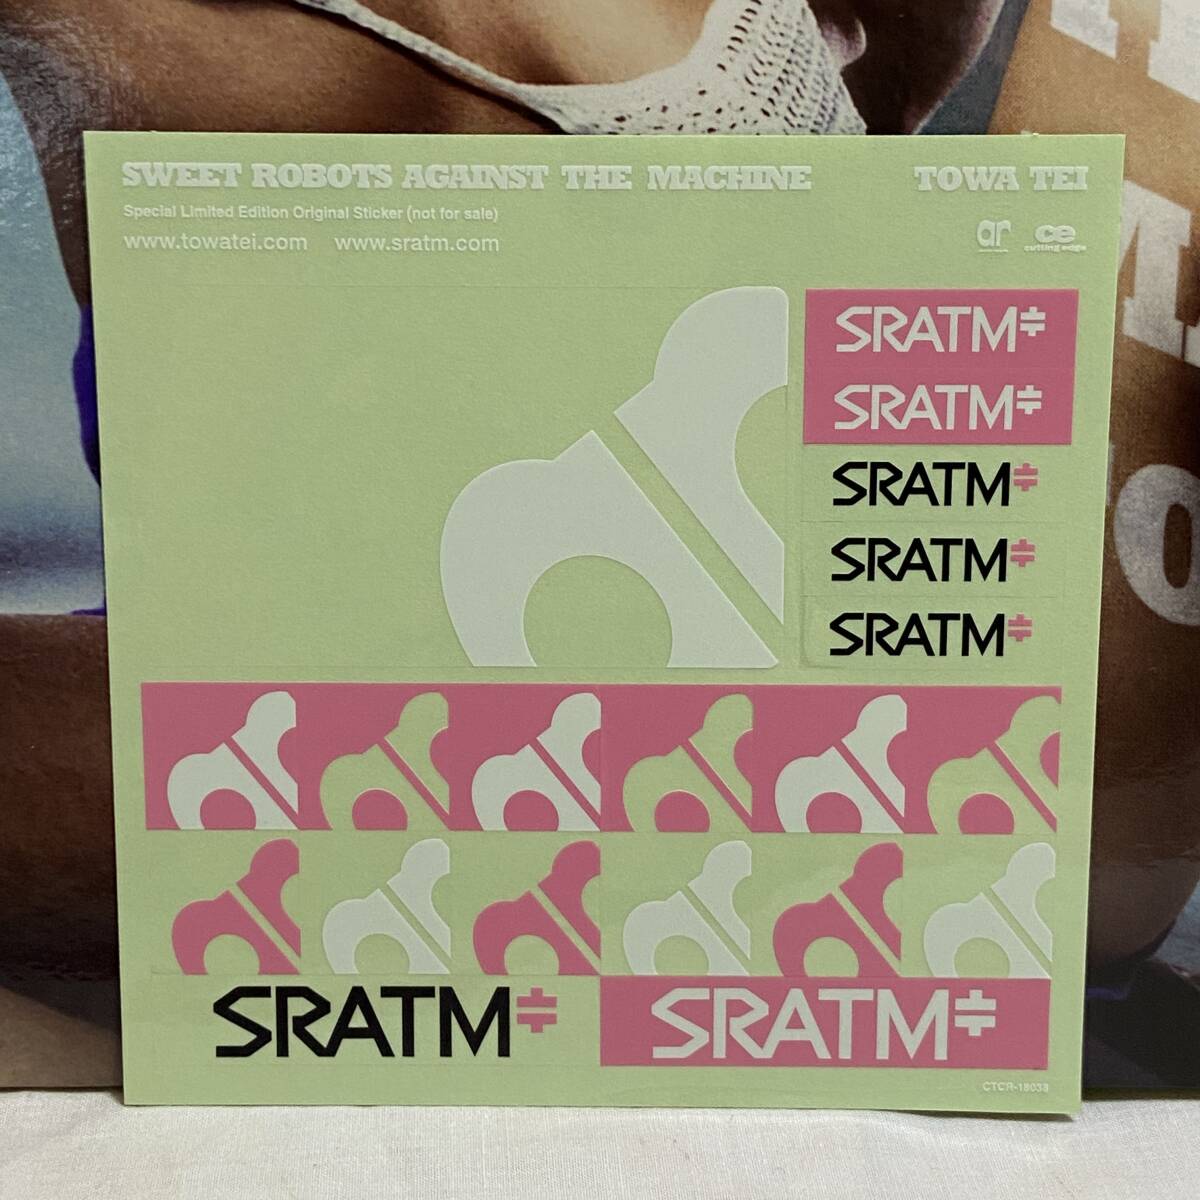 SWEET ROBOTS AGAINST THE MACHINE TOWA TEI
Special Limited Edition Original Sticker (not for sale)
www.towatei.com www.sratm.com
ar ce
cutting edge
SRATM
SRATM
SRATM
SRATM
SRATM
SRATM SRATM
CTCR-18038